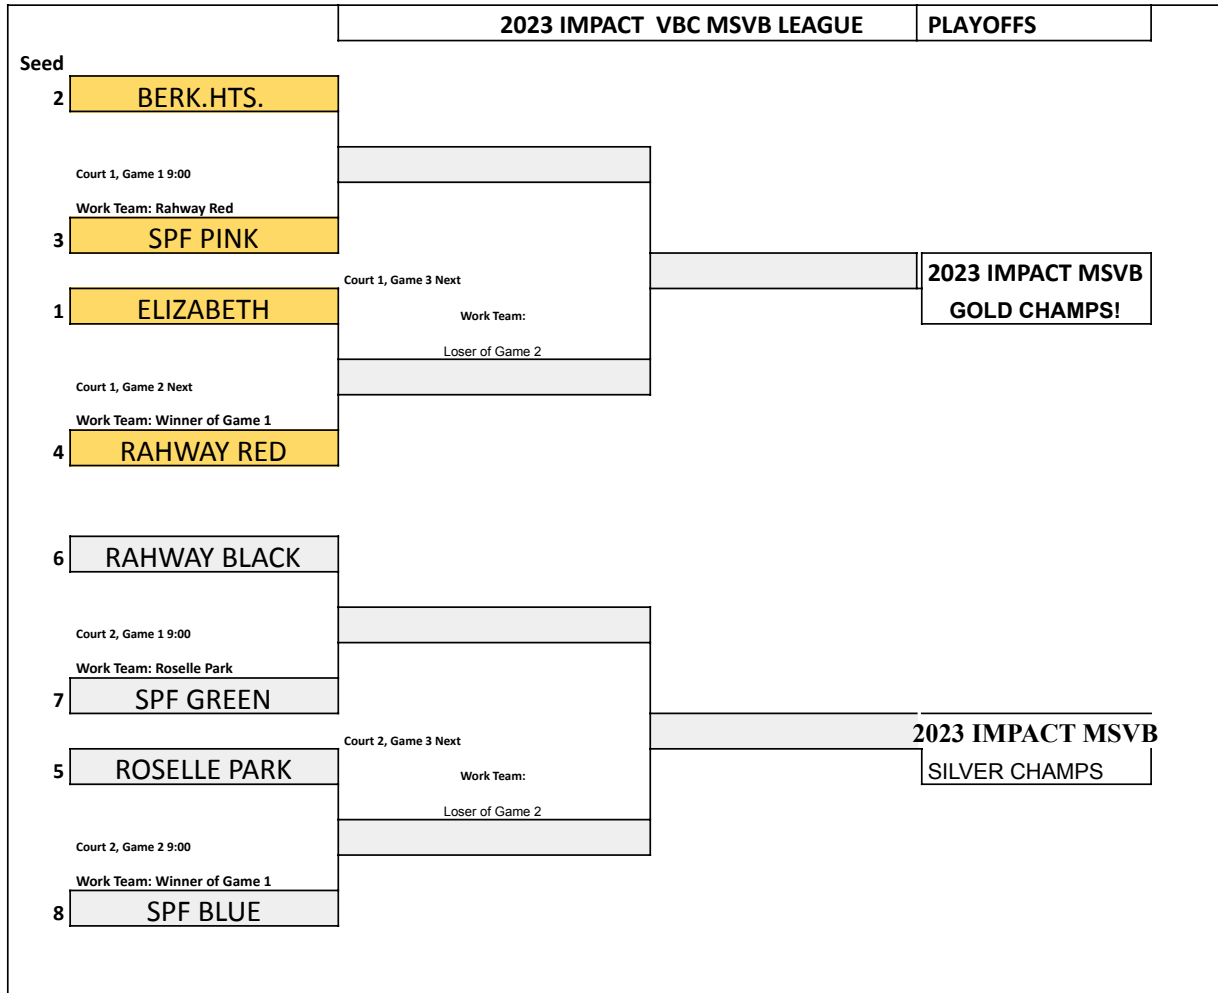 2023 IMPACT VBC MSVB LEAGUE PLAYOFFS
Seed
2 BERK.HTS.
Court 1, Game 1 9:00
Work Team: Rahway Red
3 SPF PINK
Court 1, Game 3 Next
2023 IMPACT MSVB
1 ELIZABETH
Work Team:
GOLD CHAMPS!
Loser of Game 2
Court 1, Game 2 Next
Work Team: Winner of Game 1
4 RAHWAY RED
6 RAHWAY BLACK
Court 2, Game 1 9:00
Work Team: Roselle Park
7 SPF GREEN
Court 2, Game 3 Next
2023 IMPACT MSVB
5 ROSELLE PARK
Work Team:
SILVER CHAMPS
Loser of Game 2
Court 2, Game 2 9:00
Work Team: Winner of Game 1
8 SPF BLUE